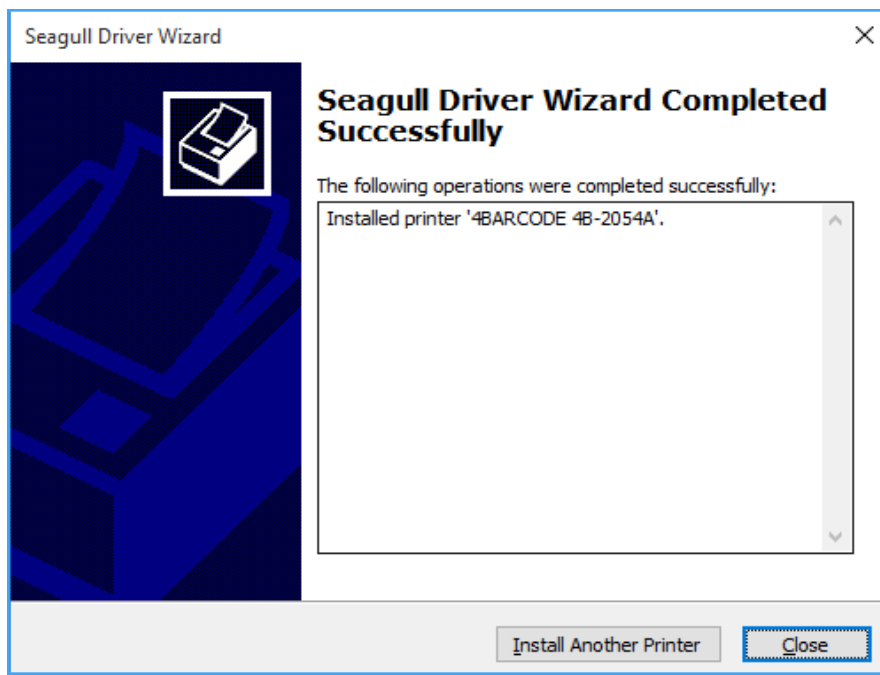 Seagull Driver Wizard
Seagull Driver Wizard Completed
Successfully
The following operations were completed successfully:
Installed printer '4BARCODE 4B-2054A'.
Install Another Printer
Close